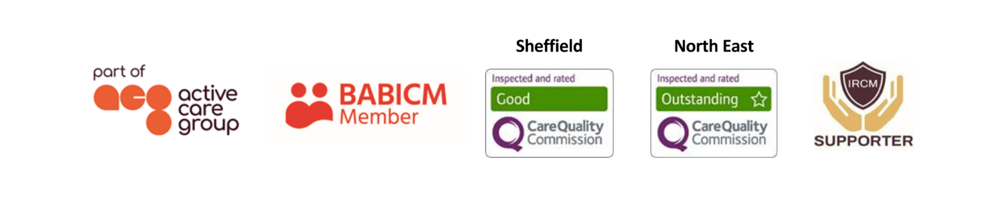 part of
acg
active
care
group
BABICM
Member
Sheffield
Inspected and rated
Good
CareQuality
Commission
North East
Inspected and rated
Outstanding
CareQuality
Commission
IRCM
SUPPORTER